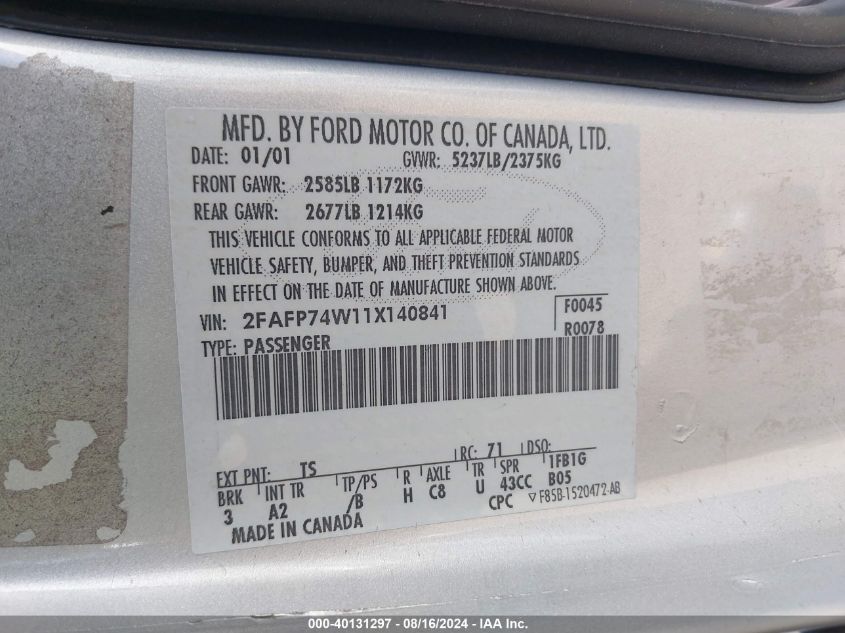 MFD. BY FORD MOTOR CO. OF CANADA, LTD.
DATE: 01/01 GVWR: 5237LB/2375KG
FRONT GAWR: 2585LB 1172KG
REAR GAWR: 2677LB 1214KG
THIS VEHICLE CONFORMS TO ALL APPLICABLE FEDERAL MOTOR
VEHICLE SAFETY, BUMPER, AND THEFT PREVENTION STANDARDS
IN EFFECT ON THE DATE OF MANUFACTURE SHOWN ABOVE.
VIN: 2FAFP74W11X140841 F0045
TYPE: PASSENGER R0078
EXT PNT: TS RC: 71 DSO:
BRK INT TR TP/PS R AXLE TR SPR 1FB1G
3 A2 /B H C8 U 43CC B05
MADE IN CANADA CPC ▽F85B-1520472-AB
000-40131297 - 08/16/2024 - IAAI.COM